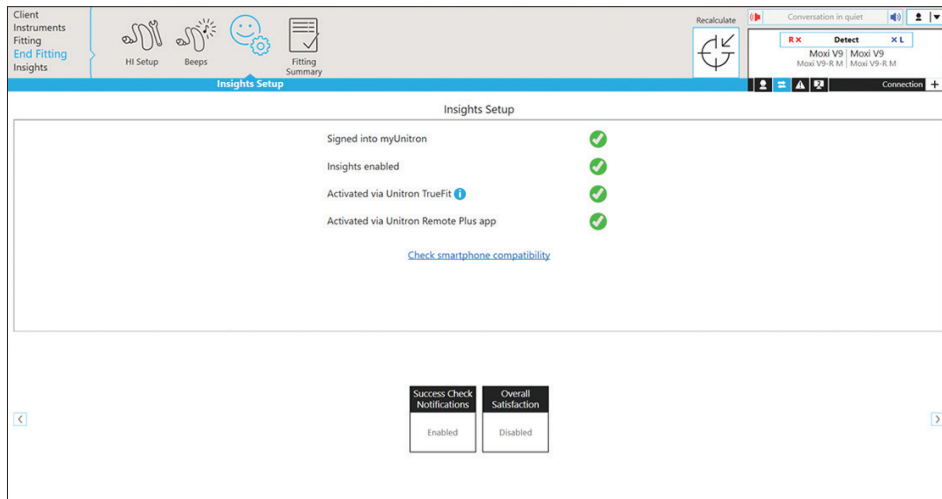 Client
Instruments
Fitting
End Fitting
Insights
HI Setup
Beeps
Fitting
Summary
Insights Setup
Recalculate
Conversation in quiet
R X Detect X L
Moxi V9 | Moxi V9
Moxi V9-R M | Moxi V9-R M
Connection +
Insights Setup
Signed into myUnitron
Insights enabled
Activated via Unitron TrueFit
Activated via Unitron Remote Plus app
Check smartphone compatibility
Success Check
Notifications
Enabled
Overall
Satisfaction
Disabled